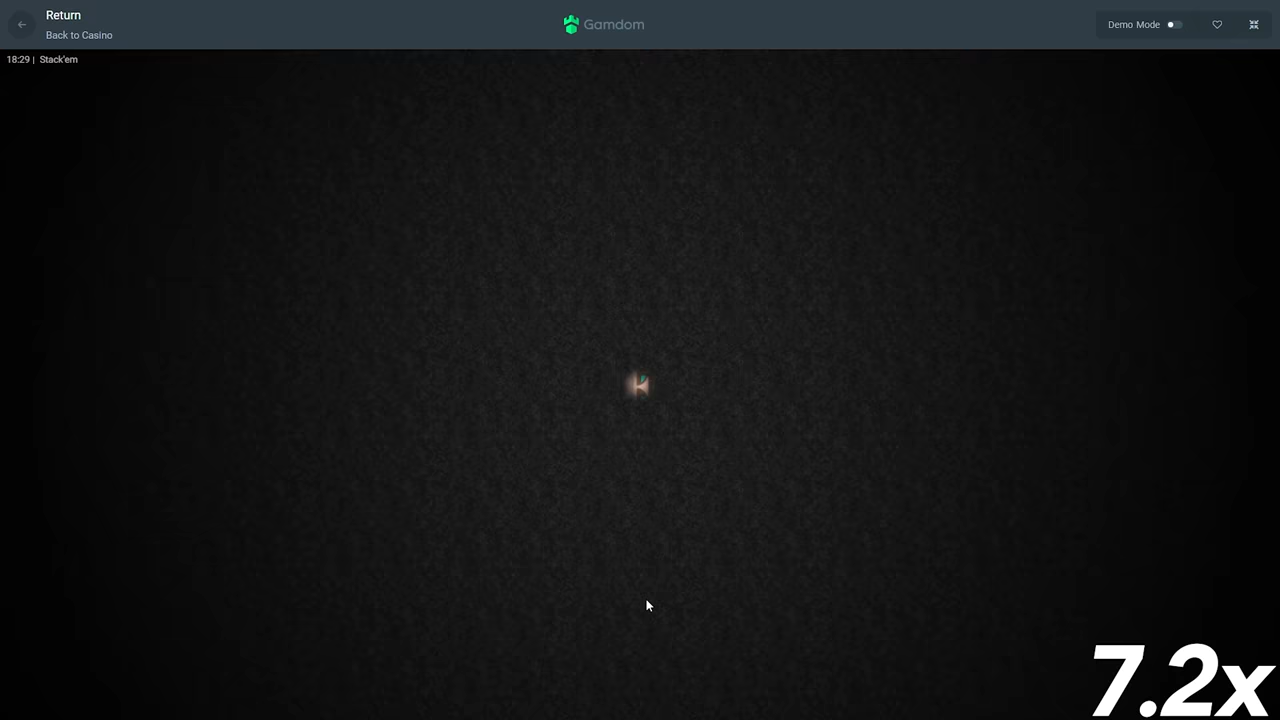 Return
Back to Casino
Gamdom
Demo Mode
18:29 | Stack'em
7.2x